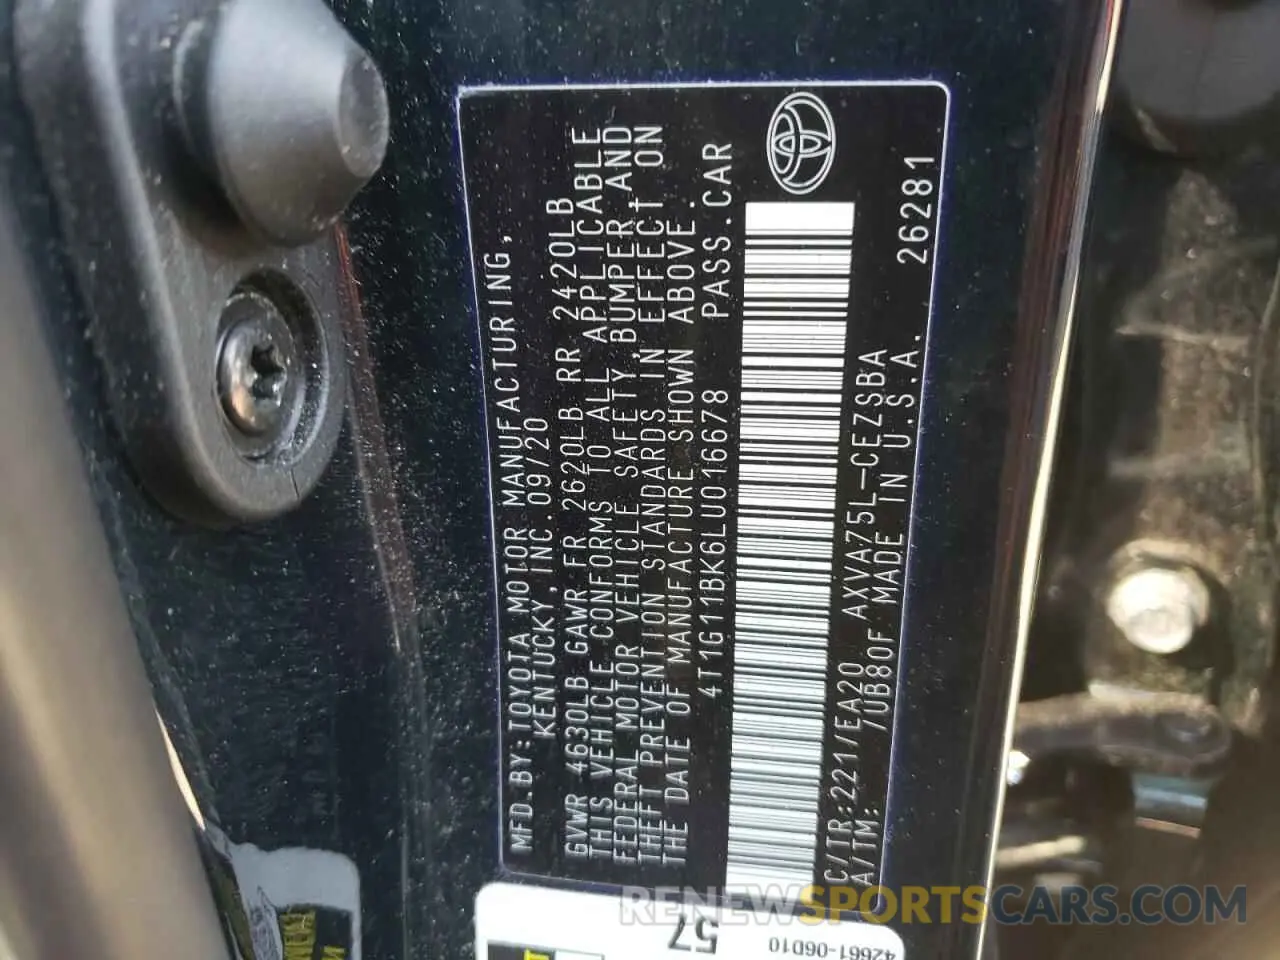 MFD.BY:TOYOTA MOTOR MANUFACTURING,
KENTUCKY,INC.09/20
GVWR 4630LB GAWR FR 2620LB RR 2420LB
THIS VEHICLE CONFORMS TO ALL APPLICABLE
FEDERAL MOTOR VEHICLE SAFETY,BUMPER,AND
THEFT PREVENTION STANDARDS IN EFFECT ON
THE DATE OF MANUFACTURE SHOWN ABOVE.
4T1G11BK6LU016678 PASS.CAR
C/TR:221/EA20 AXVA75L-CEZSBA
A/TM: /UB80F MADE IN U.S.A. 26281
57
42661-06D10
RENEWSPORTSCARS.COM